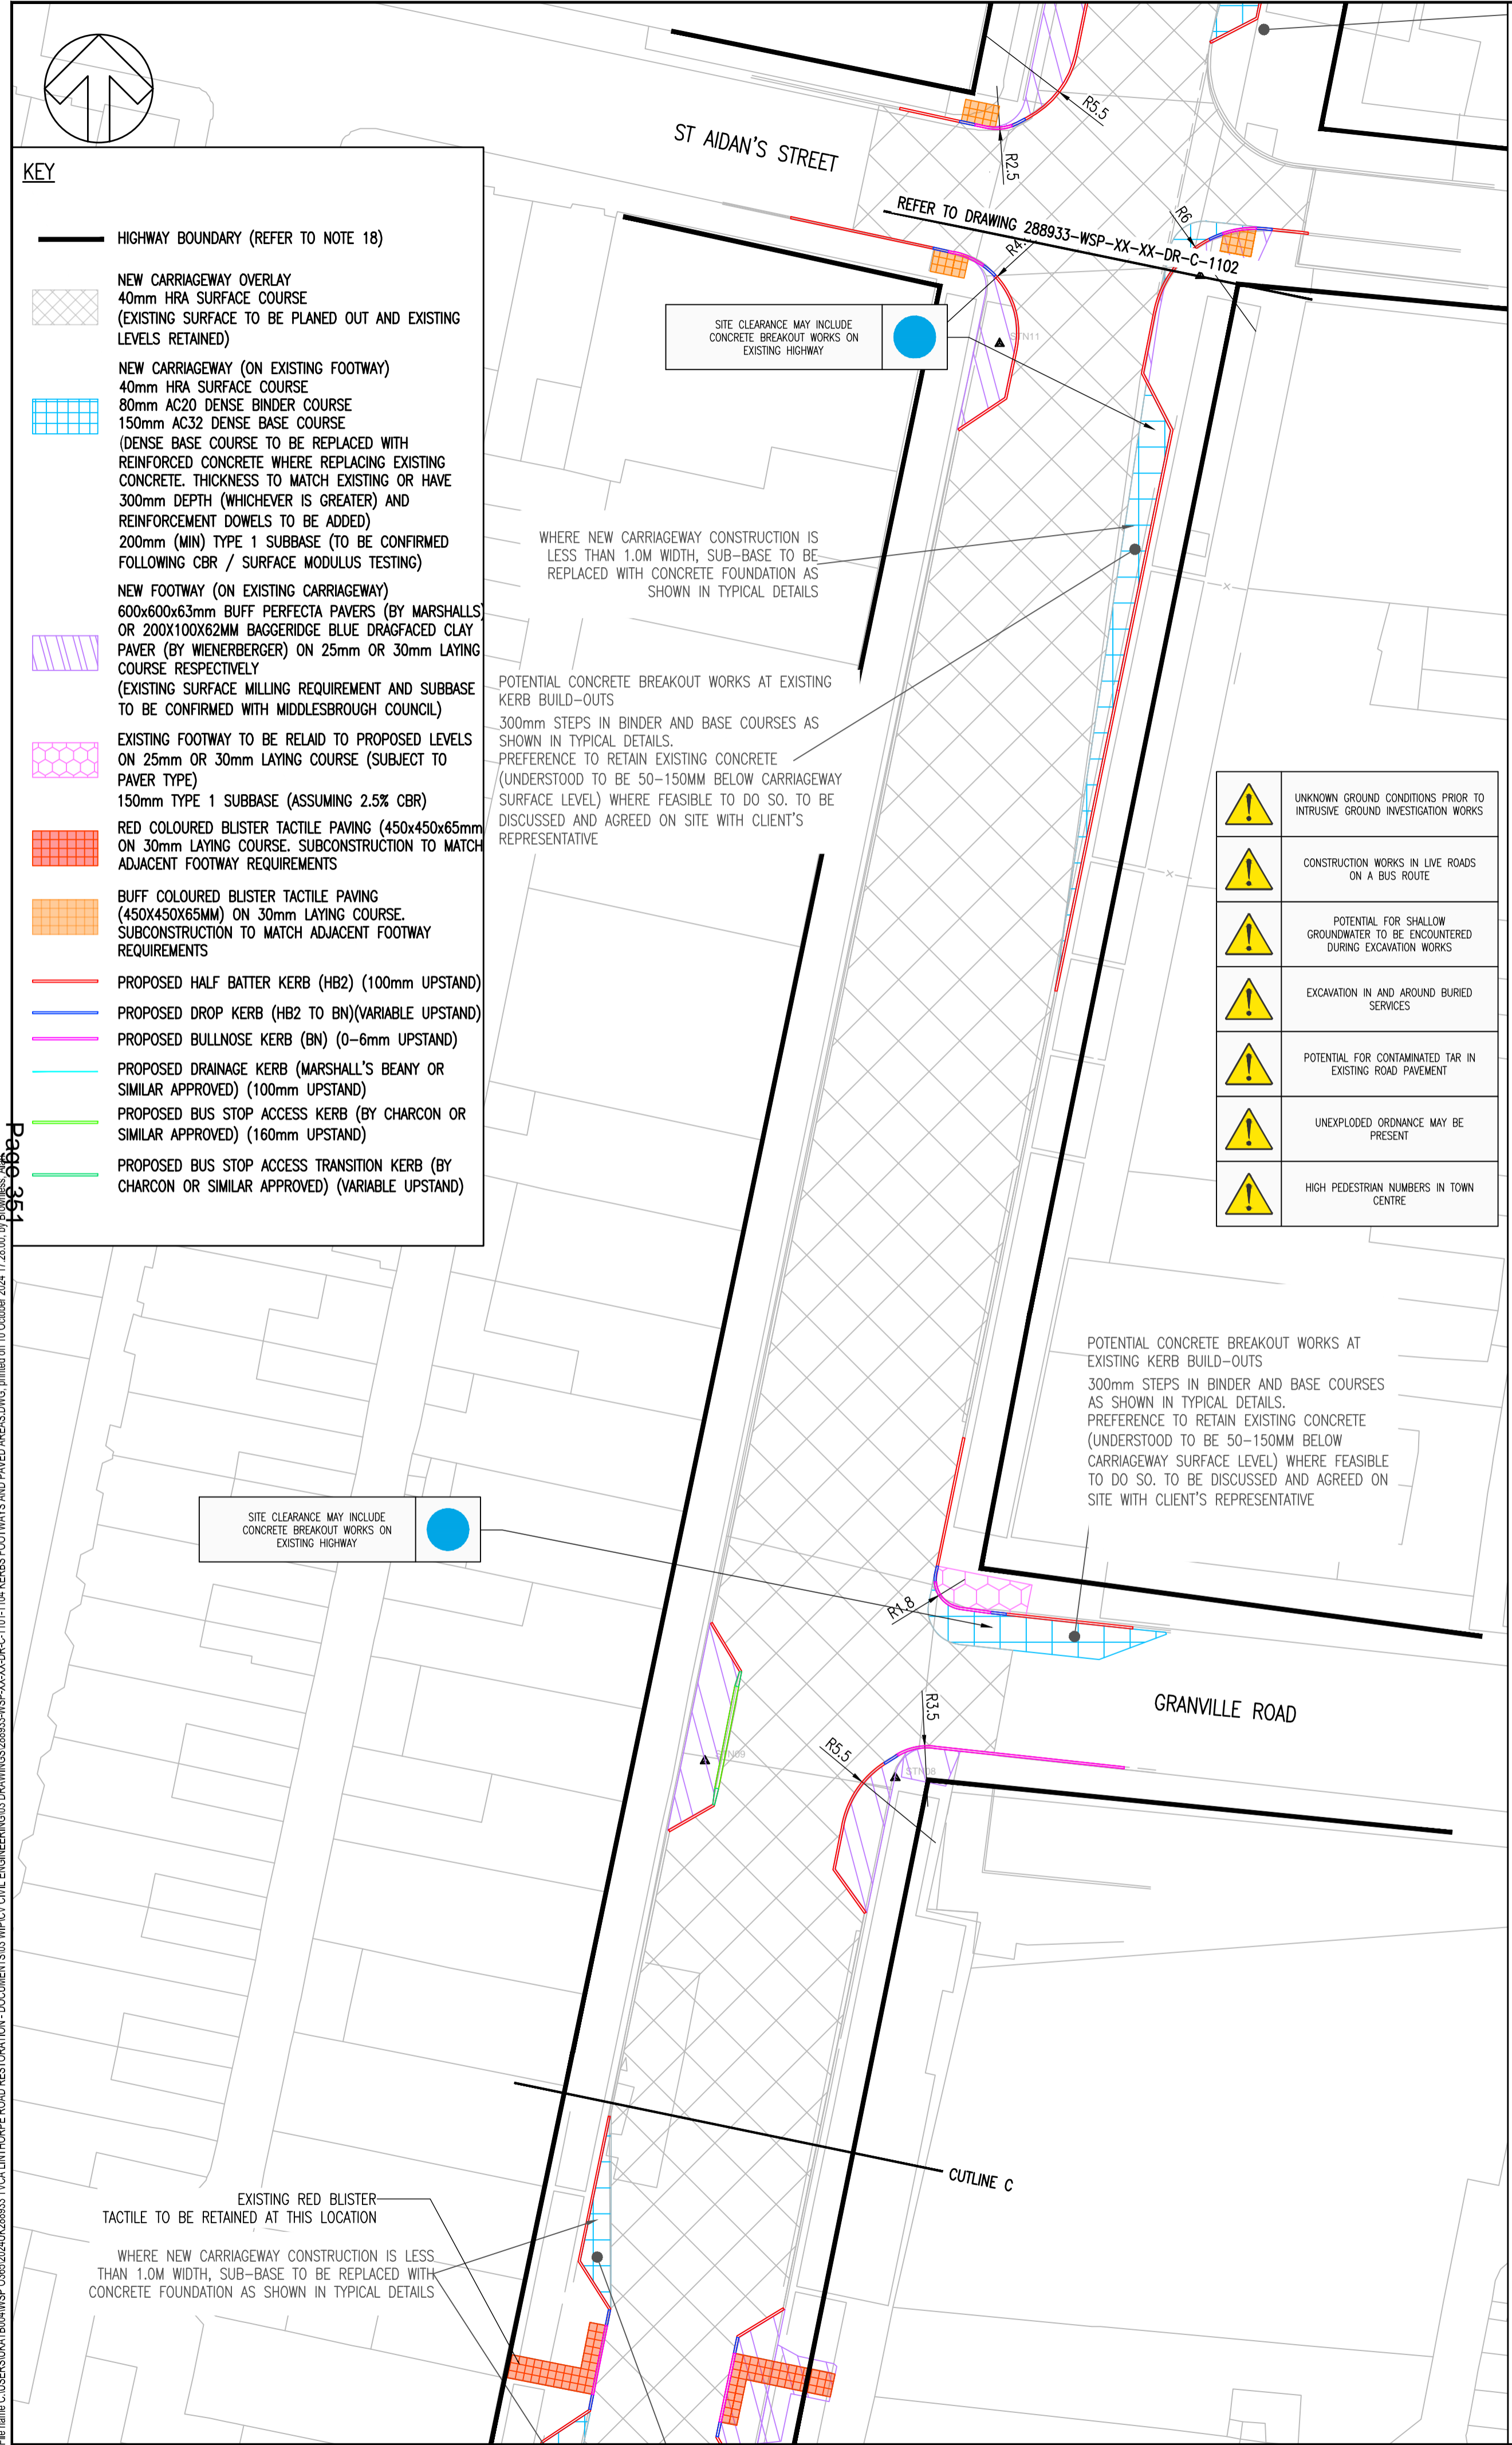 KEY
HIGHWAY BOUNDARY (REFER TO NOTE 18)
NEW CARRIAGEWAY OVERLAY
40mm HRA SURFACE COURSE
(EXISTING SURFACE TO BE PLANED OUT AND EXISTING
LEVELS RETAINED)
NEW CARRIAGEWAY (ON EXISTING FOOTWAY)
40mm HRA SURFACE COURSE
80mm AC20 DENSE BINDER COURSE
150mm AC32 DENSE BASE COURSE
(DENSE BASE COURSE TO BE REPLACED WITH
REINFORCED CONCRETE WHERE REPLACING EXISTING
CONCRETE. THICKNESS TO MATCH EXISTING OR HAVE
300mm DEPTH (WHICHEVER IS GREATER) AND
REINFORCEMENT DOWELS TO BE ADDED)
200mm (MIN) TYPE 1 SUBBASE (TO BE CONFIRMED
FOLLOWING CBR / SURFACE MODULUS TESTING)
NEW FOOTWAY (ON EXISTING CARRIAGEWAY)
600x600x63mm BUFF PERFECTA PAVERS (BY MARSHALLS)
OR 200X100X62MM BAGGERIDGE BLUE DRAGFACED CLAY
PAVER (BY WIENERBERGER) ON 25mm OR 30mm LAYING
COURSE RESPECTIVELY
(EXISTING SURFACE MILLING REQUIREMENT AND SUBBASE
TO BE CONFIRMED WITH MIDDLESBROUGH COUNCIL)
EXISTING FOOTWAY TO BE RELAID TO PROPOSED LEVELS
ON 25mm OR 30mm LAYING COURSE (SUBJECT TO
PAVER TYPE)
150mm TYPE 1 SUBBASE (ASSUMING 2.5% CBR)
RED COLOURED BLISTER TACTILE PAVING (450x450x65mm
ON 30mm LAYING COURSE. SUBCONSTRUCTION TO MATCH
ADJACENT FOOTWAY REQUIREMENTS
BUFF COLOURED BLISTER TACTILE PAVING
(450X450X65MM) ON 30mm LAYING COURSE.
SUBCONSTRUCTION TO MATCH ADJACENT FOOTWAY
REQUIREMENTS
PROPOSED HALF BATTER KERB (HB2) (100mm UPSTAND)
PROPOSED DROP KERB (HB2 TO BN)(VARIABLE UPSTAND)
PROPOSED BULLNOSE KERB (BN) (0-6mm UPSTAND)
PROPOSED DRAINAGE KERB (MARSHALL'S BEANY OR
SIMILAR APPROVED) (100mm UPSTAND)
PROPOSED BUS STOP ACCESS KERB (BY CHARCON OR
SIMILAR APPROVED) (160mm UPSTAND)
PROPOSED BUS STOP ACCESS TRANSITION KERB (BY
CHARCON OR SIMILAR APPROVED) (VARIABLE UPSTAND)
ST AIDAN'S STREET
R5.5
R2.5
REFER TO DRAWING 288933-WSP-XX-XX-DR-C-1102
R6
R4.
SITE CLEARANCE MAY INCLUDE
CONCRETE BREAKOUT WORKS ON
EXISTING HIGHWAY
STN11
WHERE NEW CARRIAGEWAY CONSTRUCTION IS
LESS THAN 1.0M WIDTH, SUB-BASE TO BE
REPLACED WITH CONCRETE FOUNDATION AS
SHOWN IN TYPICAL DETAILS
POTENTIAL CONCRETE BREAKOUT WORKS AT EXISTING
KERB BUILD-OUTS
300mm STEPS IN BINDER AND BASE COURSES AS
SHOWN IN TYPICAL DETAILS.
PREFERENCE TO RETAIN EXISTING CONCRETE
(UNDERSTOOD TO BE 50-150MM BELOW CARRIAGEWAY
SURFACE LEVEL) WHERE FEASIBLE TO DO SO. TO BE
DISCUSSED AND AGREED ON SITE WITH CLIENT'S
REPRESENTATIVE
UNKNOWN GROUND CONDITIONS PRIOR TO
INTRUSIVE GROUND INVESTIGATION WORKS
CONSTRUCTION WORKS IN LIVE ROADS
ON A BUS ROUTE
POTENTIAL FOR SHALLOW
GROUNDWATER TO BE ENCOUNTERED
DURING EXCAVATION WORKS
EXCAVATION IN AND AROUND BURIED
SERVICES
POTENTIAL FOR CONTAMINATED TAR IN
EXISTING ROAD PAVEMENT
UNEXPLODED ORDNANCE MAY BE
PRESENT
HIGH PEDESTRIAN NUMBERS IN TOWN
CENTRE
POTENTIAL CONCRETE BREAKOUT WORKS AT
EXISTING KERB BUILD-OUTS
300mm STEPS IN BINDER AND BASE COURSES
AS SHOWN IN TYPICAL DETAILS.
PREFERENCE TO RETAIN EXISTING CONCRETE
(UNDERSTOOD TO BE 50-150MM BELOW
CARRIAGEWAY SURFACE LEVEL) WHERE FEASIBLE
TO DO SO. TO BE DISCUSSED AND AGREED ON
SITE WITH CLIENT'S REPRESENTATIVE
SITE CLEARANCE MAY INCLUDE
CONCRETE BREAKOUT WORKS ON
EXISTING HIGHWAY
R1.8
GRANVILLE ROAD
R3.5
R5.5
STN09
STN08
CUTLINE C
EXISTING RED BLISTER
TACTILE TO BE RETAINED AT THIS LOCATION
WHERE NEW CARRIAGEWAY CONSTRUCTION IS LESS
THAN 1.0M WIDTH, SUB-BASE TO BE REPLACED WITH
CONCRETE FOUNDATION AS SHOWN IN TYPICAL DETAILS
Page 351